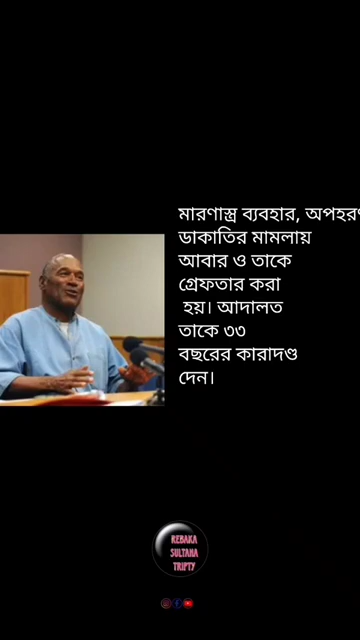 মারণাস্ত্র ব্যবহার, অপহরণ
ডাকাতির মামলায়
আবার ও তাকে
গ্রেফতার করা
হয়। আদালত
তাকে ৩৩
বছরের কারাদণ্ড
দেন।
REBAKA
SULTANA
TRIPTY